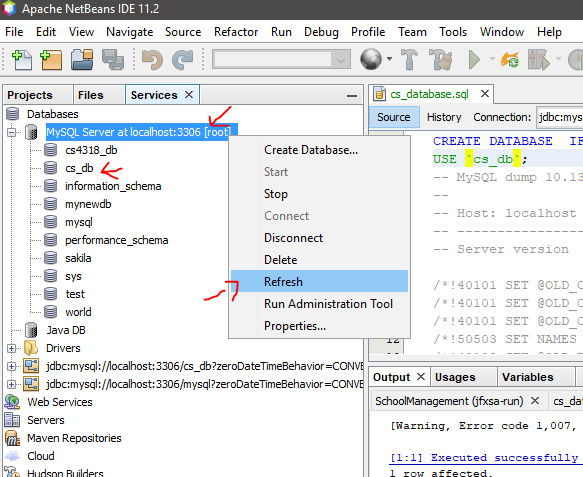 Apache NetBeans IDE 11.2
File Edit View Navigate Source Refactor Run Debug Profile Team Tools Window Help
Projects Files Services
cs_database.sql
Source History Connection: jdbc:mys
Databases
MySQL Server at localhost:3306 [root]
cs4318_db
cs_db
information_schema
mynewdb
mysql
performance_schema
sakila
sys
test
world
Java DB
Drivers
jdbc:mysql://localhost:3306/cs_db?zeroDateTimeBehavior=CONVE
jdbc:mysql://localhost:3306/mysql?zeroDateTimeBehavior=CONVE
Web Services
Servers
Maven Repositories
Cloud
Hudson Builders
Create Database...
Start
Stop
Connect
Disconnect
Delete
Refresh
Run Administration Tool
Properties...
CREATE DATABASE IF
USE `cs_db`;
-- MySQL dump 10.13
--
-- Host: localhost
-- ----------------
-- Server version
/*!40101 SET @OLD_C
/*!40101 SET @OLD_C
/*!40101 SET @OLD_C
/*!50503 SET NAMES
12
Output Usages Variables
SchoolManagement (jfxsa-run) cs_da
[Warning, Error code 1,007,
[1:1] Executed successfully
1 row affected.